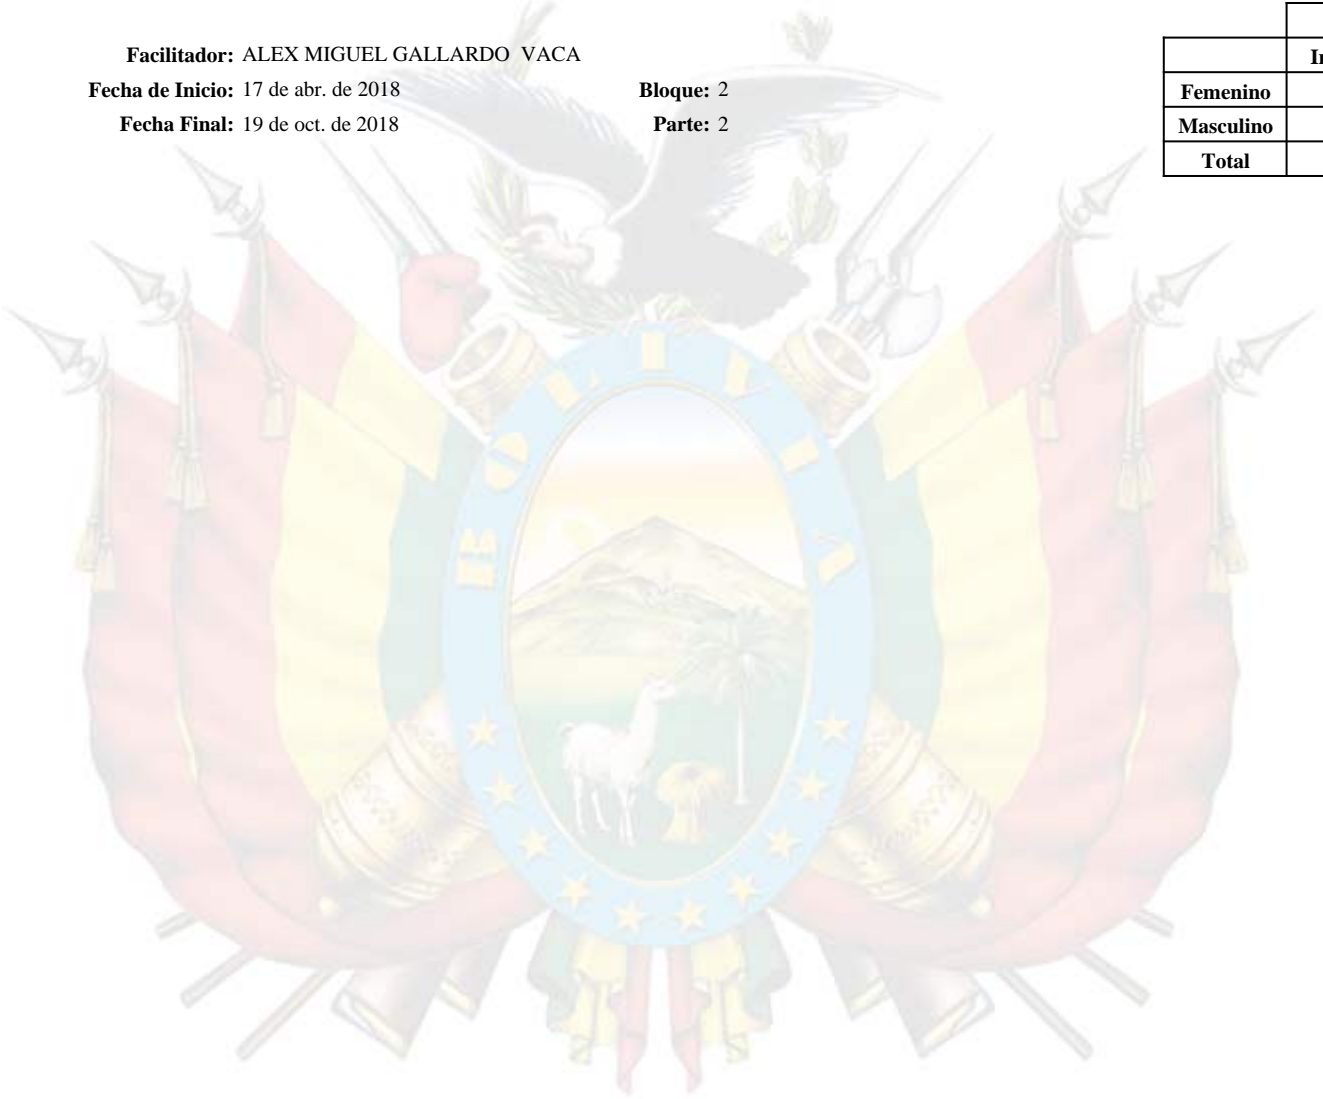 Facilitador: ALEX MIGUEL GALLARDO VACA
Fecha de Inicio: 17 de abr. de 2018 Bloque: 2
Fecha Final: 19 de oct. de 2018 Parte: 2
Femenino
Masculino
Total
BOLIVIA